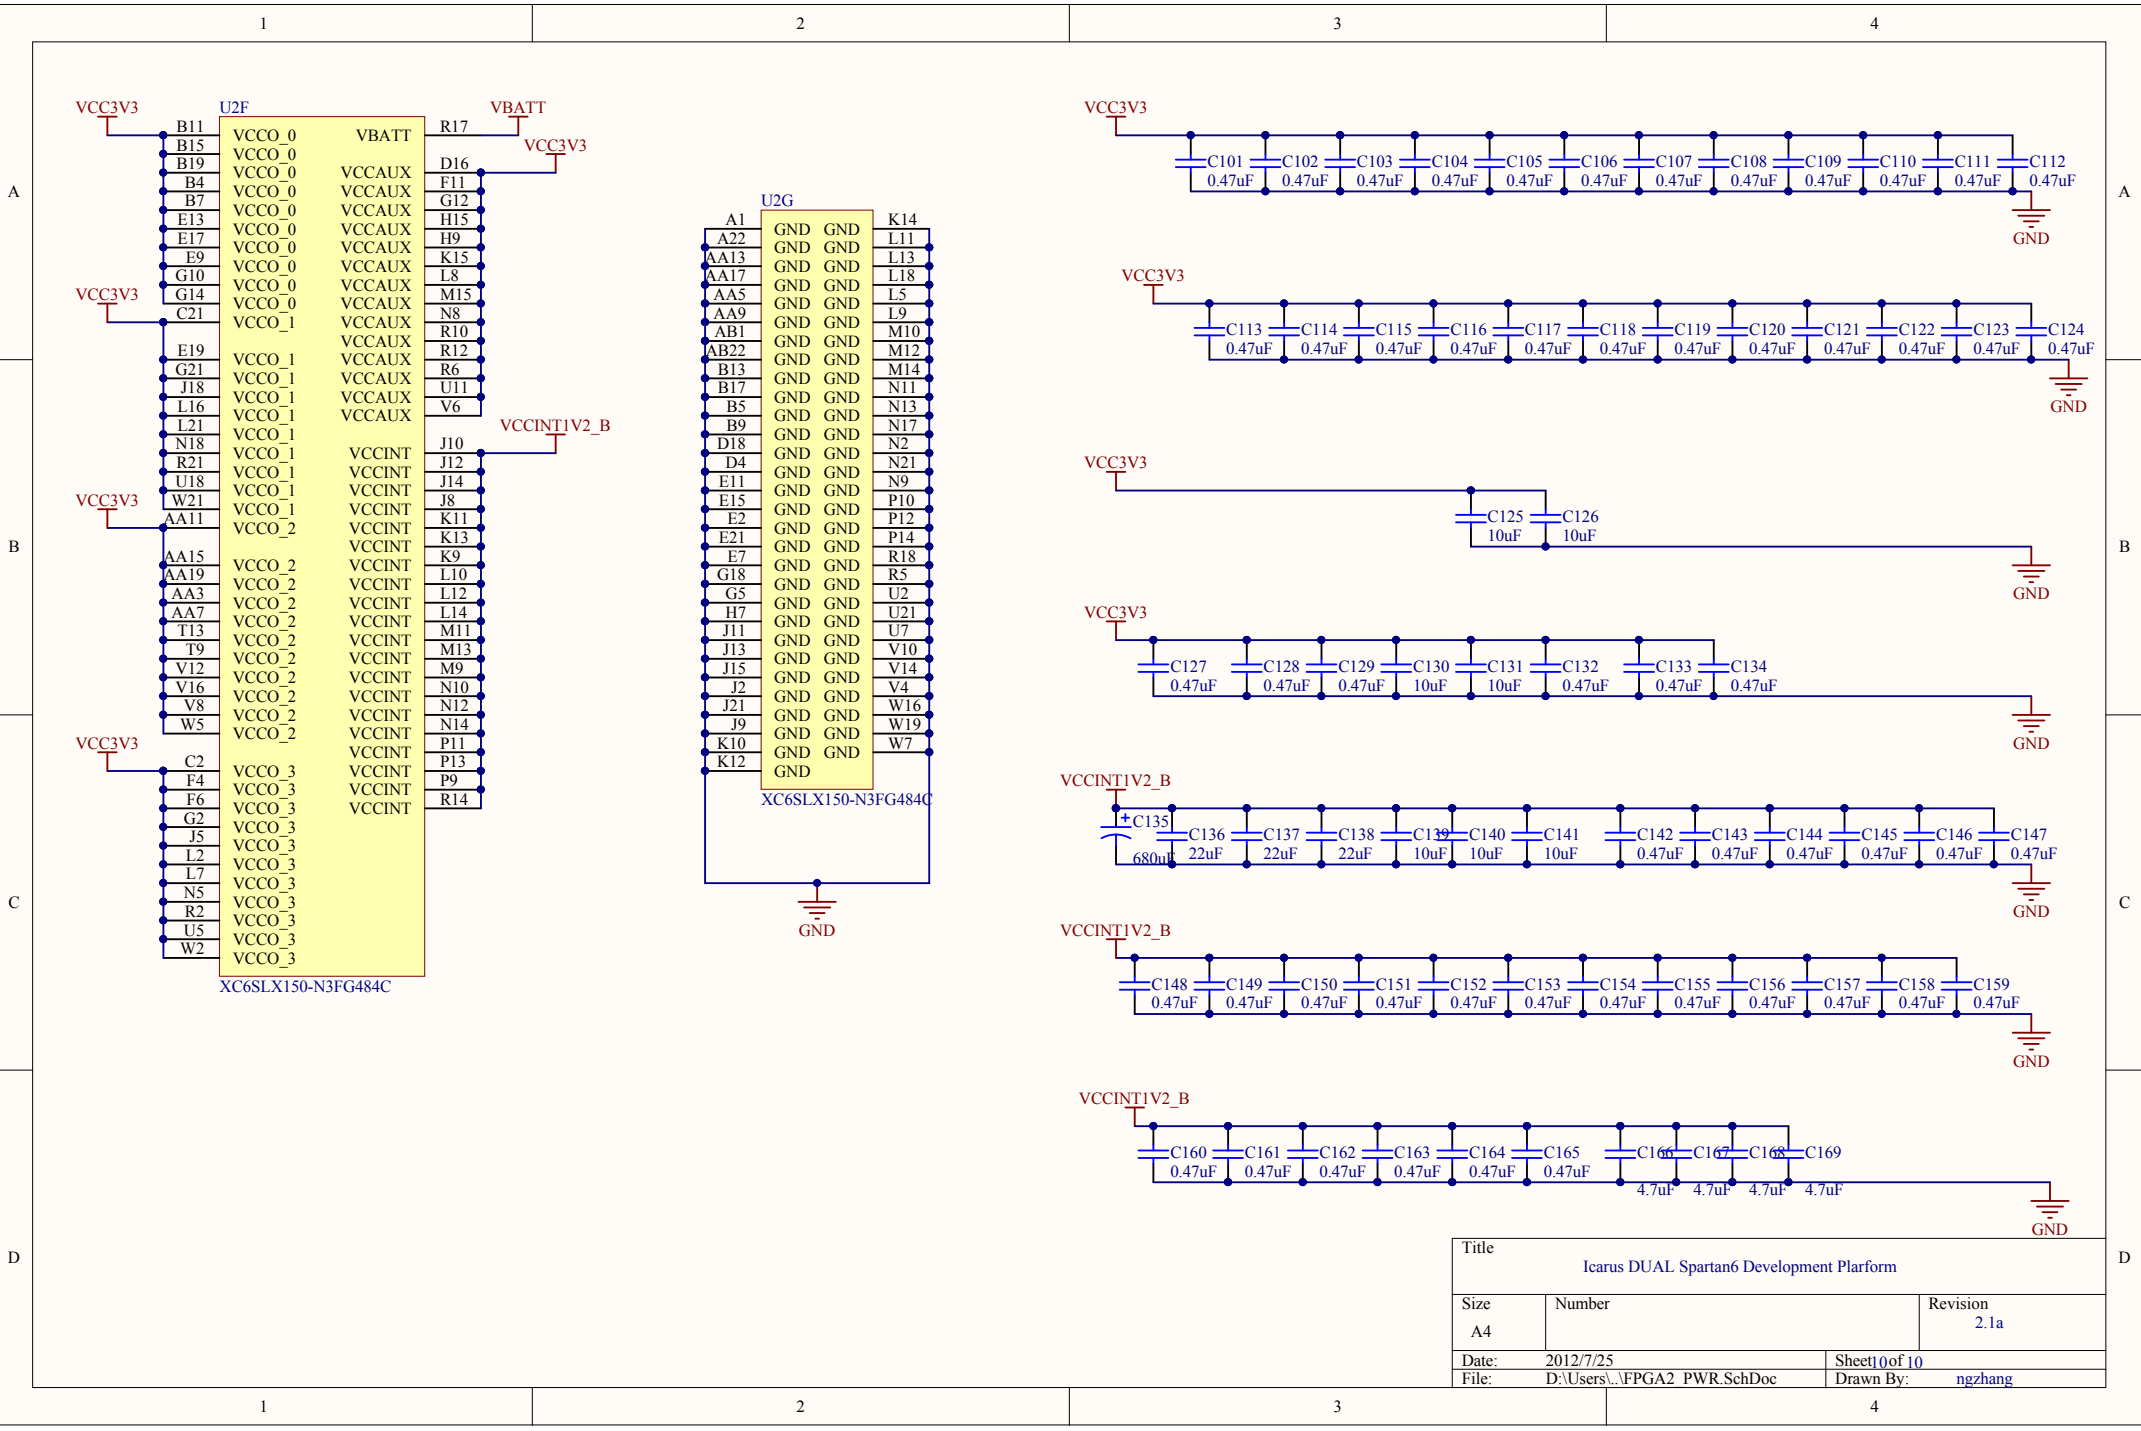 1 2 3 4
A
B
C
D
A
B
C
D
VCC3V3
VCC3V3
VCC3V3
VCC3V3
U2F
B11 VCCO_0
B15 VCCO_0
B19 VCCO_0
B4 VCCO_0
B7 VCCO_0
E13 VCCO_0
E17 VCCO_0
E9 VCCO_0
G10 VCCO_0
G14 VCCO_0
C21 VCCO_1
E19 VCCO_1
G21 VCCO_1
J18 VCCO_1
L16 VCCO_1
L21 VCCO_1
N18 VCCO_1
R21 VCCO_1
U18 VCCO_1
W21 VCCO_1
AA11 VCCO_2
AA15 VCCO_2
AA19 VCCO_2
AA3 VCCO_2
AA7 VCCO_2
T13 VCCO_2
T9 VCCO_2
V12 VCCO_2
V16 VCCO_2
V8 VCCO_2
W5 VCCO_2
C2 VCCO_3
F4 VCCO_3
F6 VCCO_3
G2 VCCO_3
J5 VCCO_3
L2 VCCO_3
L7 VCCO_3
N5 VCCO_3
R2 VCCO_3
U5 VCCO_3
W2 VCCO_3
VBATT R17
VBATT
VCC3V3
VCCAUX D16
VCCAUX F11
VCCAUX G12
VCCAUX H15
VCCAUX H9
VCCAUX K15
VCCAUX L8
VCCAUX M15
VCCAUX N8
VCCAUX R10
VCCAUX R12
VCCAUX R6
VCCAUX U11
VCCAUX V6
VCCINT1V2_B
VCCINT J10
VCCINT J12
VCCINT J14
VCCINT J8
VCCINT K11
VCCINT K13
VCCINT K9
VCCINT L10
VCCINT L12
VCCINT L14
VCCINT M11
VCCINT M13
VCCINT M9
VCCINT N10
VCCINT N12
VCCINT N14
VCCINT P11
VCCINT P13
VCCINT P9
VCCINT R14
XC6SLX150-N3FG484C
U2G
A1 GND GND K14
A22 GND GND L11
AA13 GND GND L13
AA17 GND GND L18
AA5 GND GND L5
AA9 GND GND L9
AB1 GND GND M10
AB22 GND GND M12
B13 GND GND M14
B17 GND GND N11
B5 GND GND N13
B9 GND GND N17
D18 GND GND N2
D4 GND GND N21
E11 GND GND N9
E15 GND GND P10
E2 GND GND P12
E21 GND GND P14
E7 GND GND R18
G18 GND GND R5
G5 GND GND U2
H7 GND GND U21
J11 GND GND U7
J13 GND GND V10
J15 GND GND V14
J2 GND GND V4
J21 GND GND W16
J9 GND GND W19
K10 GND GND W7
K12 GND
XC6SLX150-N3FG484C
GND
VCC3V3
C101 C102 C103 C104 C105 C106 C107 C108 C109 C110 C111 C112
0.47uF 0.47uF 0.47uF 0.47uF 0.47uF 0.47uF 0.47uF 0.47uF 0.47uF 0.47uF 0.47uF 0.47uF
GND
VCC3V3
C113 C114 C115 C116 C117 C118 C119 C120 C121 C122 C123 C124
0.47uF 0.47uF 0.47uF 0.47uF 0.47uF 0.47uF 0.47uF 0.47uF 0.47uF 0.47uF 0.47uF 0.47uF
GND
VCC3V3
C125 C126
10uF 10uF
GND
VCC3V3
C127 C128 C129 C130 C131 C132 C133 C134
0.47uF 0.47uF 0.47uF 10uF 10uF 0.47uF 0.47uF 0.47uF
GND
VCCINT1V2_B
+ C135 C136 C137 C138 C139 C140 C141 C142 C143 C144 C145 C146 C147
680uF 22uF 22uF 22uF 10uF 10uF 10uF 0.47uF 0.47uF 0.47uF 0.47uF 0.47uF 0.47uF
GND
VCCINT1V2_B
C148 C149 C150 C151 C152 C153 C154 C155 C156 C157 C158 C159
0.47uF 0.47uF 0.47uF 0.47uF 0.47uF 0.47uF 0.47uF 0.47uF 0.47uF 0.47uF 0.47uF 0.47uF
GND
VCCINT1V2_B
C160 C161 C162 C163 C164 C165 C166 C167 C168 C169
0.47uF 0.47uF 0.47uF 0.47uF 0.47uF 0.47uF 4.7uF 4.7uF 4.7uF 4.7uF
GND
Title
Icarus DUAL Spartan6 Development Plarform
Size Number Revision
A4 2.1a
Date: 2012/7/25 Sheet 10 of 10
File: D:\Users\..\FPGA2_PWR.SchDoc Drawn By: ngzhang
1 2 3 4